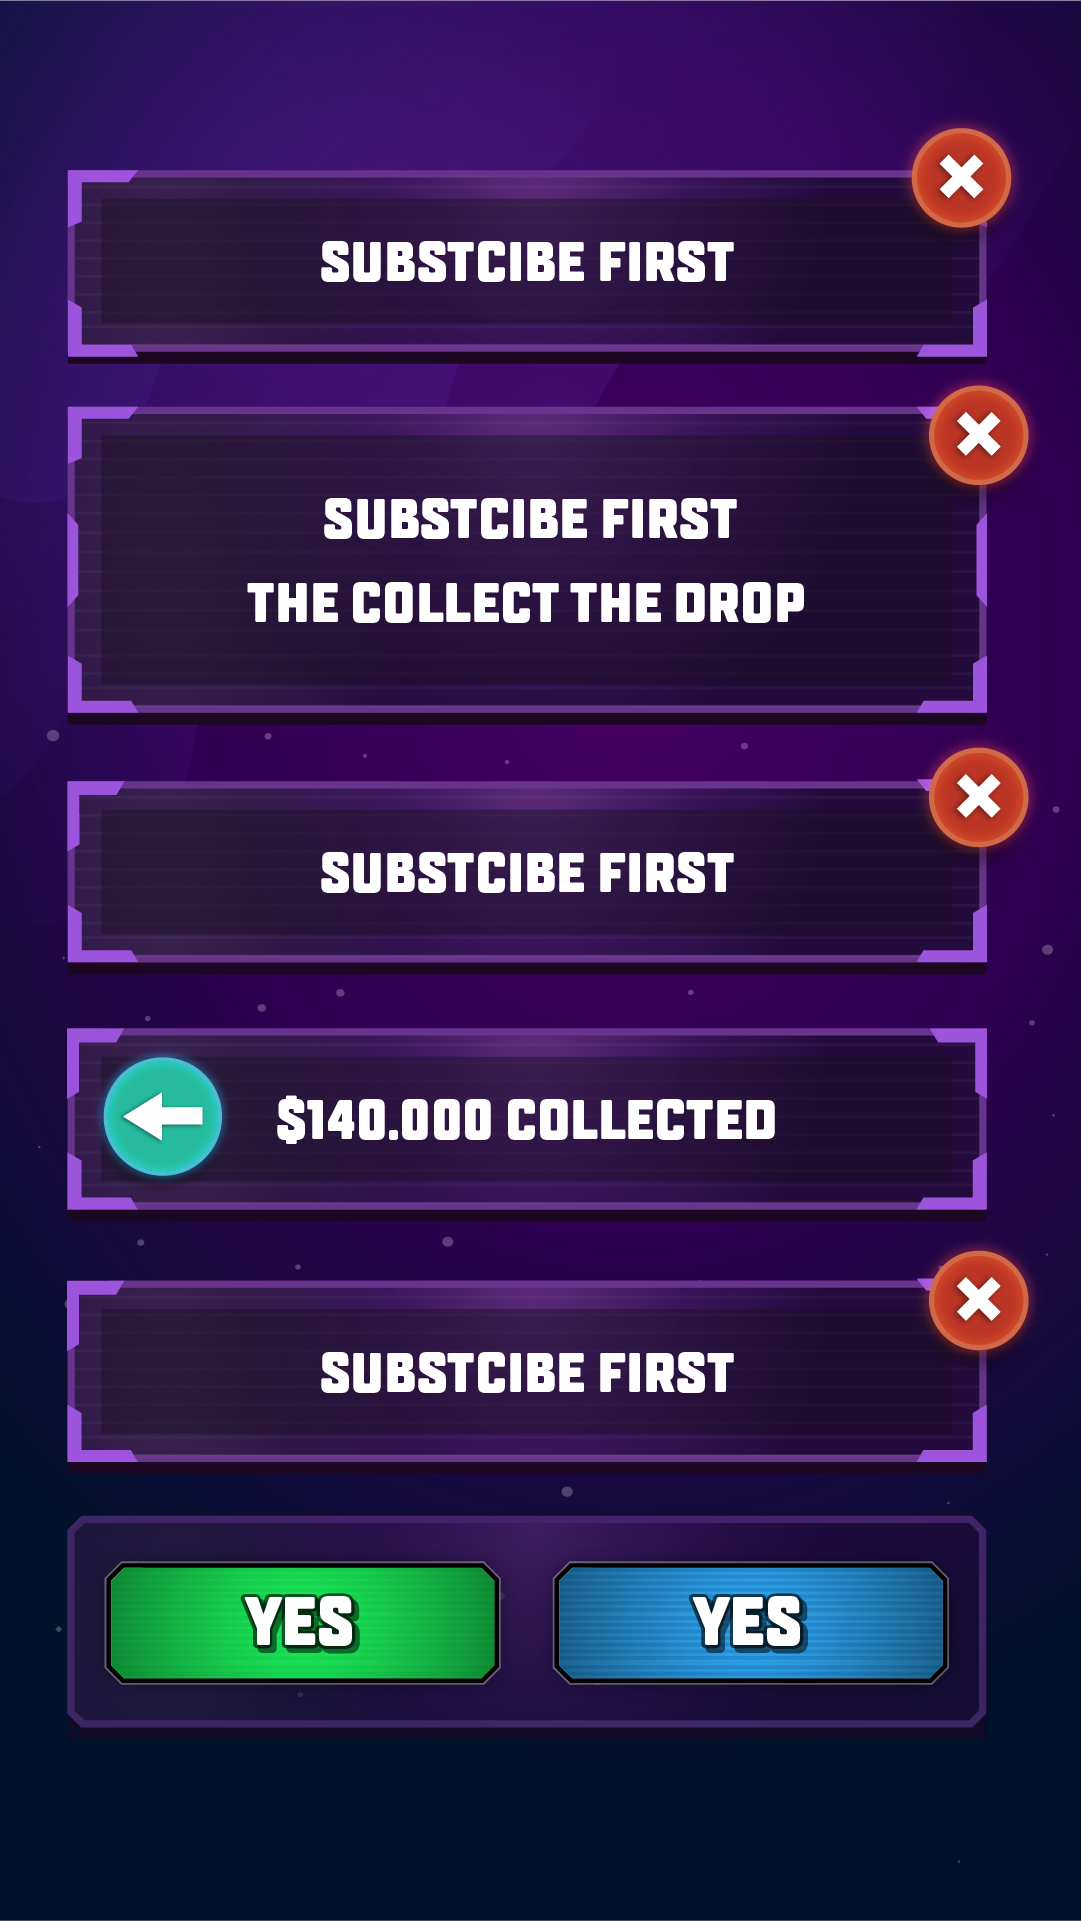 SUBSTCIBE FIRST
SUBSTCIBE FIRST
THE COLLECT THE DROP
SUBSTCIBE FIRST
$140.000 COLLECTED
SUBSTCIBE FIRST
YES YES